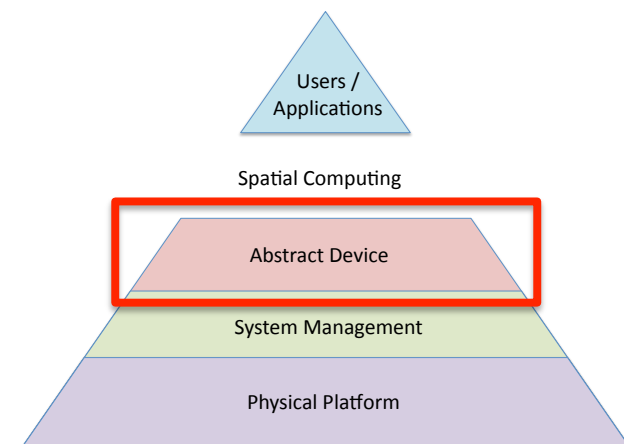 Users /
Applications
Spatial Computing
Abstract Device
System Management
Physical Platform